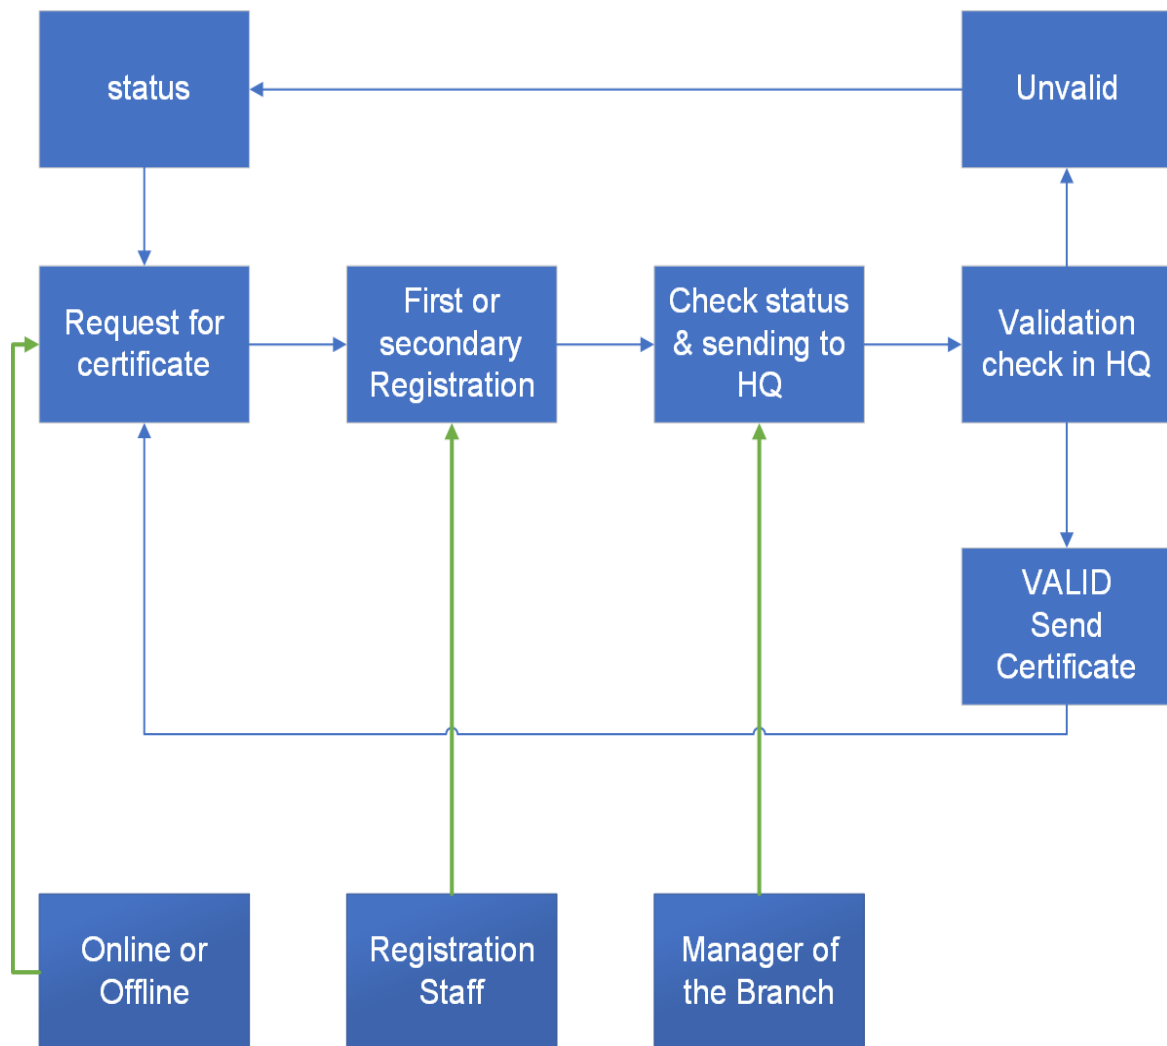 status
Unvalid
Request for
certificate
First or
secondary
Registration
Check status
& sending to
HQ
Validation
check in HQ
VALID
Send
Certificate
Online or
Offline
Registration
Staff
Manager of
the Branch